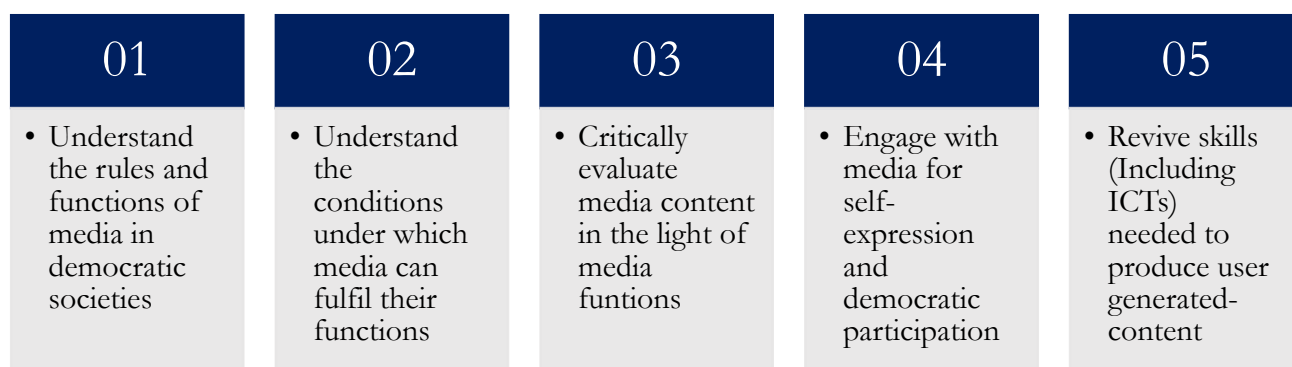 01
• Understand
the rules and
functions of
media in
democratic
societies
02
• Understand
the
conditions
under which
media can
fulfil their
functions
03
• Critically
evaluate
media content
in the light of
media
funtions
04
• Engage with
media for
self-
expression
and
democratic
participation
05
• Revive skills
(Including
ICTs)
needed to
produce user
generated-
content